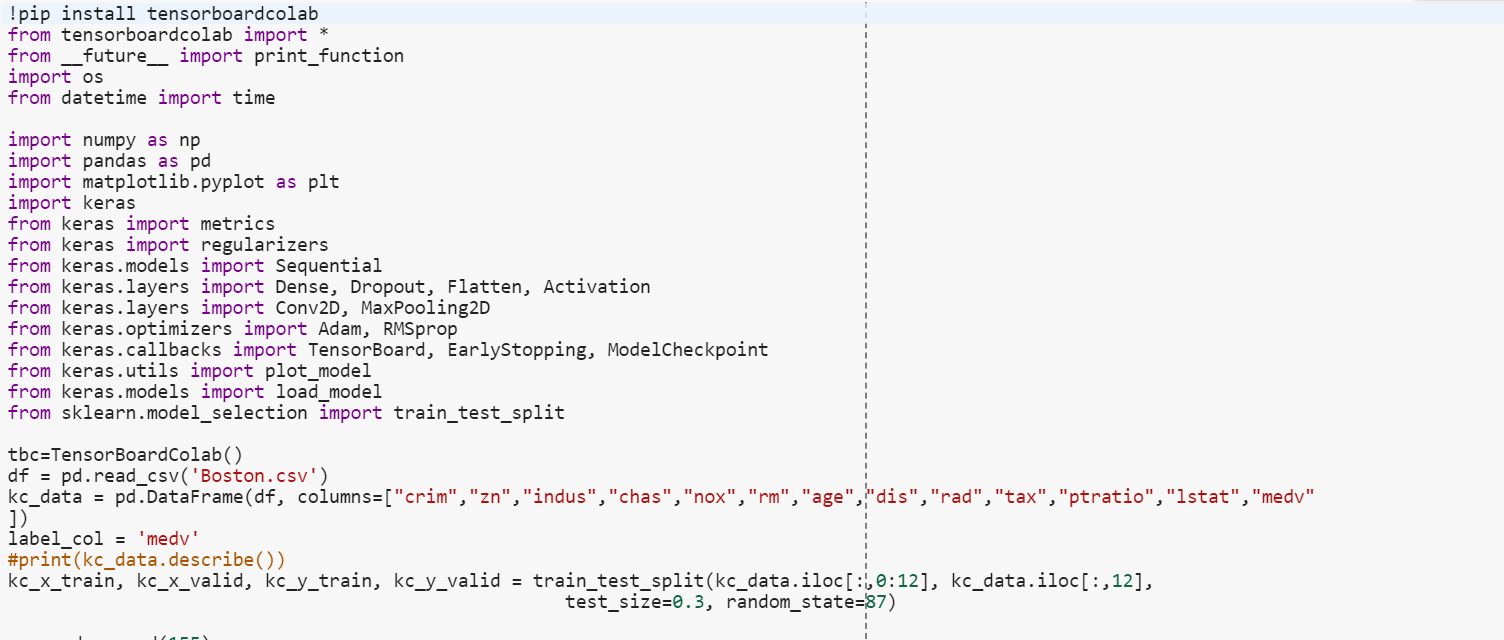 !pip install tensorboardcolab
from tensorboardcolab import *
from __future__ import print_function
import os
from datetime import time
import numpy as np
import pandas as pd
import matplotlib.pyplot as plt
import keras
from keras import metrics
from keras import regularizers
from keras.models import Sequential
from keras.layers import Dense, Dropout, Flatten, Activation
from keras.layers import Conv2D, MaxPooling2D
from keras.optimizers import Adam, RMSprop
from keras.callbacks import TensorBoard, EarlyStopping, ModelCheckpoint
from keras.utils import plot_model
from keras.models import load_model
from sklearn.model_selection import train_test_split
tbc=TensorBoardColab()
df = pd.read_csv('Boston.csv')
kc_data = pd.DataFrame(df, columns=["crim","zn","indus","chas","nox","rm","age","dis","rad","tax","ptratio","lstat","medv"
])
label_col = 'medv'
#print(kc_data.describe())
kc_x_train, kc_x_valid, kc_y_train, kc_y_valid = train_test_split(kc_data.iloc[:,0:12], kc_data.iloc[:,12],
test_size=0.3, random_state=87)